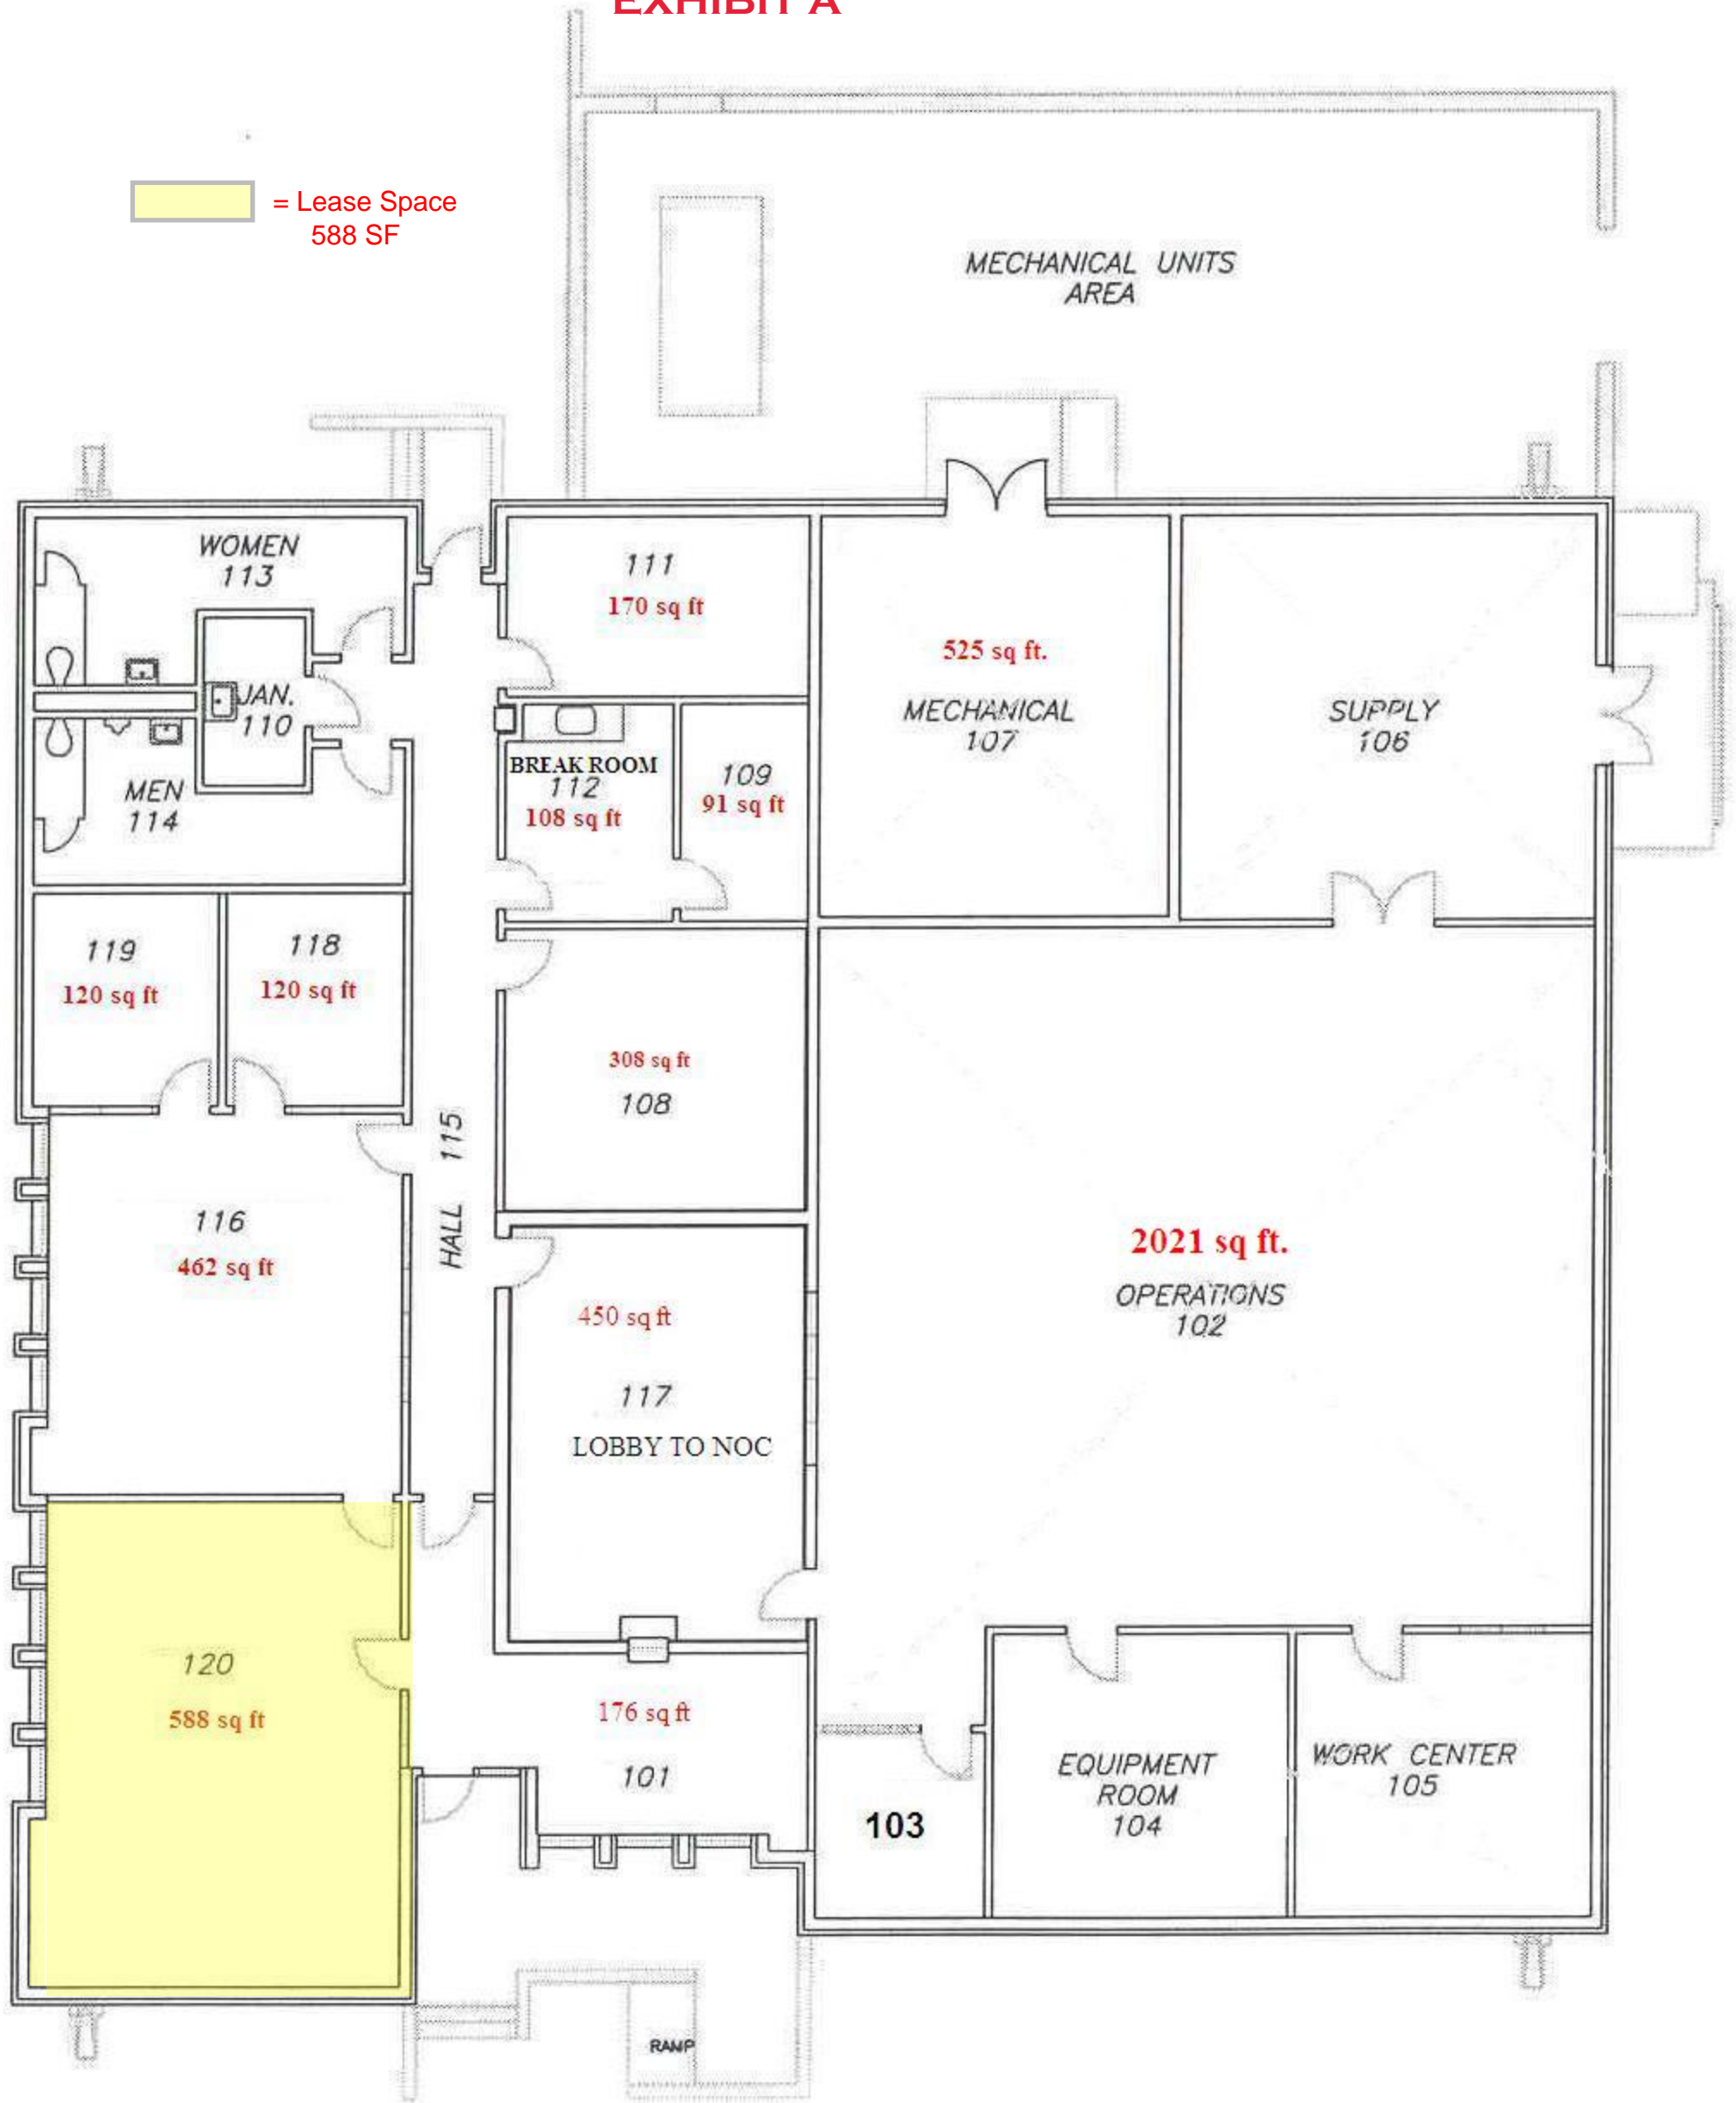 EXHIBIT A
= Lease Space
588 SF
MECHANICAL UNITS
AREA
WOMEN
113
111
170 sq ft
525 sq ft.
MECHANICAL
107
SUPPLY
106
JAN.
110
MEN
114
BREAK ROOM
112
108 sq ft
109
91 sq ft
119
120 sq ft
118
120 sq ft
308 sq ft
108
HALL 115
116
462 sq ft
450 sq ft
117
LOBBY TO NOC
2021 sq ft.
OPERATIONS
102
120
588 sq ft
176 sq ft
101
103
EQUIPMENT
ROOM
104
WORK CENTER
105
RAMP